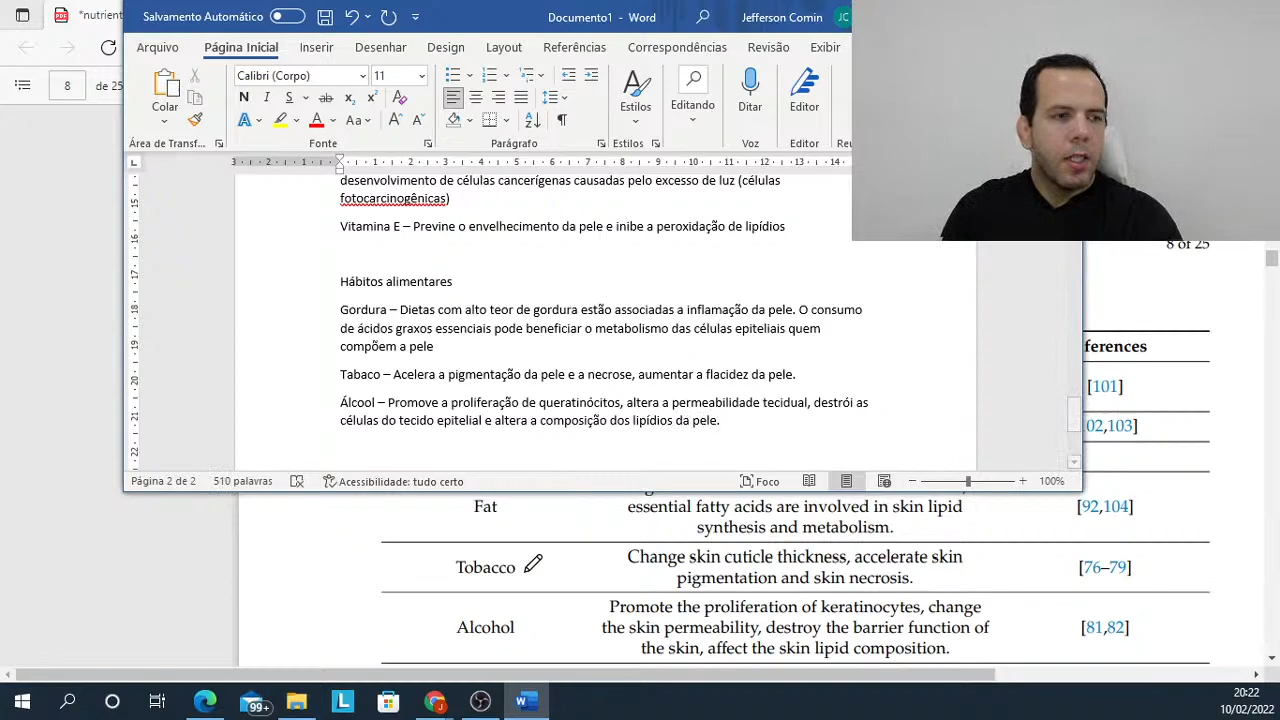 *nutrient
Salvamento Automático
Documento1 - Word
Jefferson Comin
JC
Arquivo
Página Inicial
Inserir
Desenhar
Design
Layout
Referências
Correspondências
Revisão
Exibir
8
de 25
Calibri (Corpo)
11
Colar
Estilos
Editando
Ditar
Editor
Área de Transf...
Fonte
Parágrafo
Voz
Editor
desenvolvimento de células cancerígenas causadas pelo excesso de luz (células
fotocarcinogênicas)
Vitamina E – Previne o envelhecimento da pele e inibe a peroxidação de lipídios
8 of 25
Hábitos alimentares
Gordura – Dietas com alto teor de gordura estão associadas a inflamação da pele. O consumo
de ácidos graxos essenciais pode beneficiar o metabolismo das células epiteliais quem
compõem a pele
Tabaco – Acelera a pigmentação da pele e a necrose, aumentar a flacidez da pele.
Álcool – Promove a proliferação de queratinócitos, altera a permeabilidade tecidual, destrói as
células do tecido epitelial e altera a composição dos lipídios da pele.
ferences
[101]
02,103]
Página 2 de 2
510 palavras
Acessibilidade: tudo certo
Foco
100%
Fat
essential fatty acids are involved in skin lipid
synthesis and metabolism.
[92,104]
Tobacco
Change skin cuticle thickness, accelerate skin
pigmentation and skin necrosis.
[76–79]
Alcohol
Promote the proliferation of keratinocytes, change
the skin permeability, destroy the barrier function of
the skin, affect the skin lipid composition.
[81,82]
99+
20:22
10/02/2022